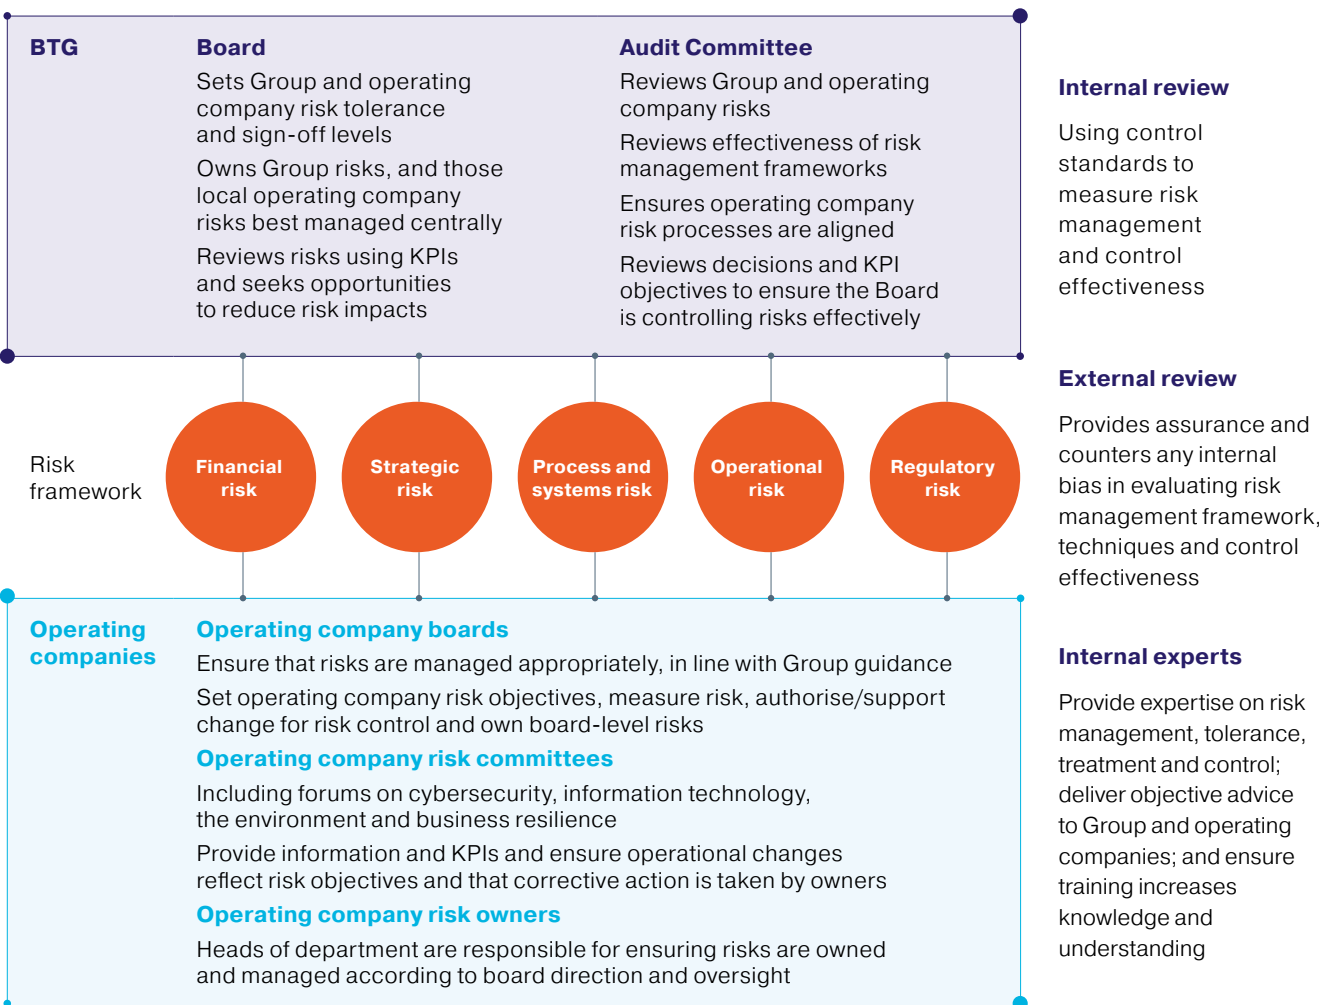 BTG
Board
Sets Group and operating
company risk tolerance
and sign-off levels
Owns Group risks, and those
local operating company
risks best managed centrally
Reviews risks using KPIs
and seeks opportunities
to reduce risk impacts
Audit Committee
Reviews Group and operating
company risks
Reviews effectiveness of risk
management frameworks
Ensures operating company
risk processes are aligned
Reviews decisions and KPI
objectives to ensure the Board
is controlling risks effectively
Risk
framework
Financial
risk
Strategic
risk
Process and
systems risk
Operational
risk
Regulatory
risk
Operating
companies
Operating company boards
Ensure that risks are managed appropriately, in line with Group guidance
Set operating company risk objectives, measure risk, authorise/support
change for risk control and own board-level risks
Operating company risk committees
Including forums on cybersecurity, information technology,
the environment and business resilience
Provide information and KPIs and ensure operational changes
reflect risk objectives and that corrective action is taken by owners
Operating company risk owners
Heads of department are responsible for ensuring risks are owned
and managed according to board direction and oversight
Internal review
Using control
standards to
measure risk
management
and control
effectiveness
External review
Provides assurance and
counters any internal
bias in evaluating risk
management framework,
techniques and control
effectiveness
Internal experts
Provide expertise on risk
management, tolerance,
treatment and control;
deliver objective advice
to Group and operating
companies; and ensure
training increases
knowledge and
understanding